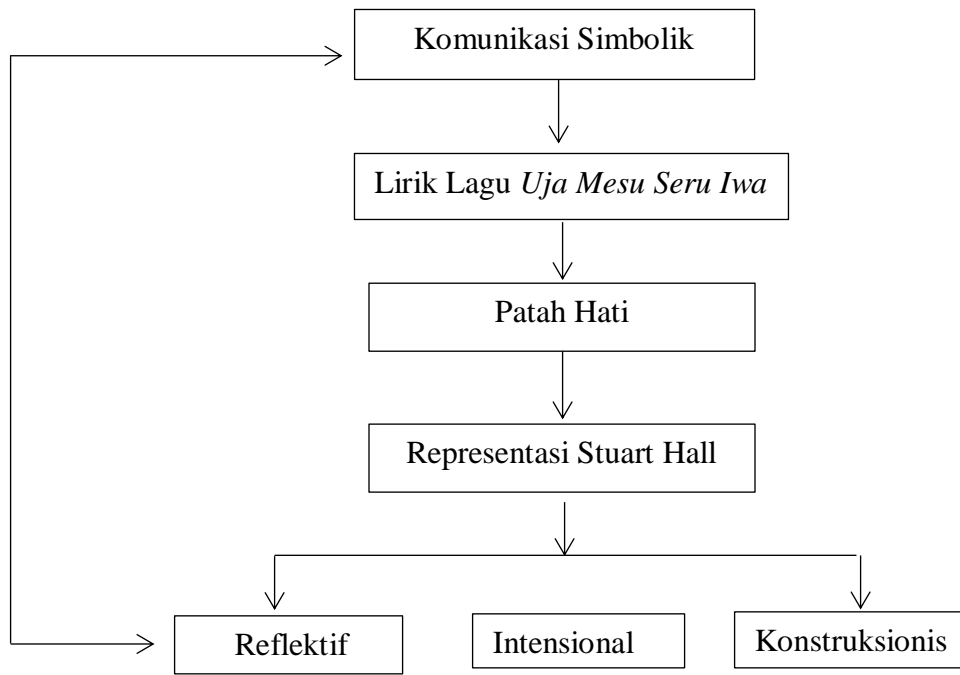 Komunikasi Simbolik
Lirik Lagu Uja Mesu Seru Iwa
Patah Hati
Representasi Stuart Hall
Reflektif
Intensional
Konstruksionis